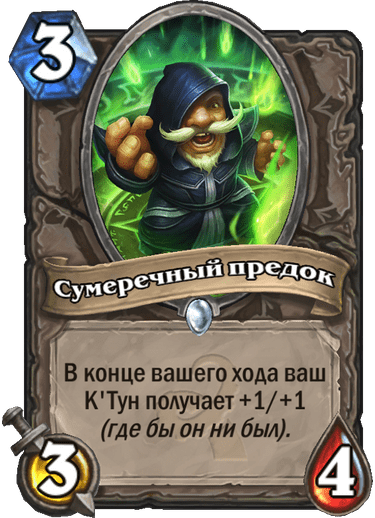 3
Сумеречный предок
В конце вашего хода ваш
К'Тун получает +1/+1
(где бы он ни был).
3
4